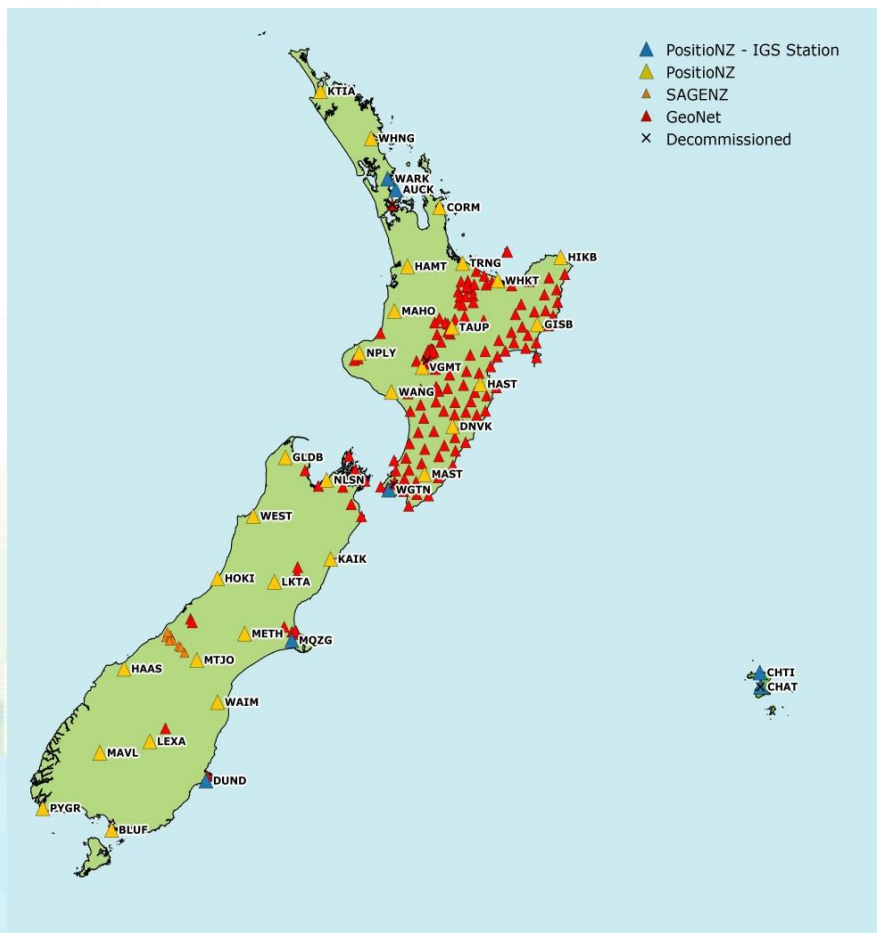 PositioNZ - IGS Station
PositioNZ
SAGENZ
GeoNet
Decommissioned
KTIA
WHNG
WARK
AUCK
CORM
HAMT
TRNG
HIKB
WHKT
MAHO
TAUP
GISB
NPLY
VGMT
HAST
WANG
DNVK
GLDB
MAST
NLSN
WGTN
WEST
KAIK
HOKI
LKTA
METH
MQZG
MTJO
HAAS
CHTI
CHAT
WAIM
LEXA
MAVL
DUND
PYGR
BLUF